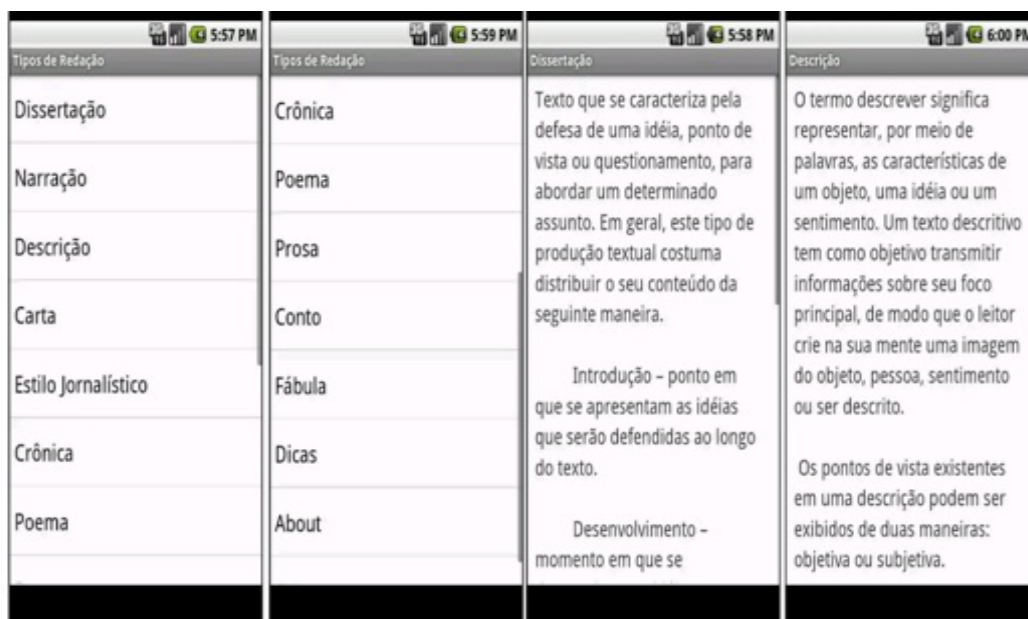 5:57 PM
Tipos de Redação
Dissertação
Narração
Descrição
Carta
Estilo Jornalístico
Crônica
Poema
5:59 PM
Tipos de Redação
Crônica
Poema
Prosa
Conto
Fábula
Dicas
About
5:58 PM
Dissertação
Texto que se caracteriza pela
defesa de uma idéia, ponto de
vista ou questionamento, para
abordar um determinado
assunto. Em geral, este tipo de
produção textual costuma
distribuir o seu conteúdo da
seguinte maneira.
Introdução – ponto em
que se apresentam as idéias
que serão defendidas ao longo
do texto.
Desenvolvimento –
momento em que se
6:00 PM
Descrição
O termo descrever significa
representar, por meio de
palavras, as características de
um objeto, uma idéia ou um
sentimento. Um texto descritivo
tem como objetivo transmitir
informações sobre seu foco
principal, de modo que o leitor
crie na sua mente uma imagem
do objeto, pessoa, sentimento
ou ser descrito.
Os pontos de vista existentes
em uma descrição podem ser
exibidos de duas maneiras:
objetiva ou subjetiva.